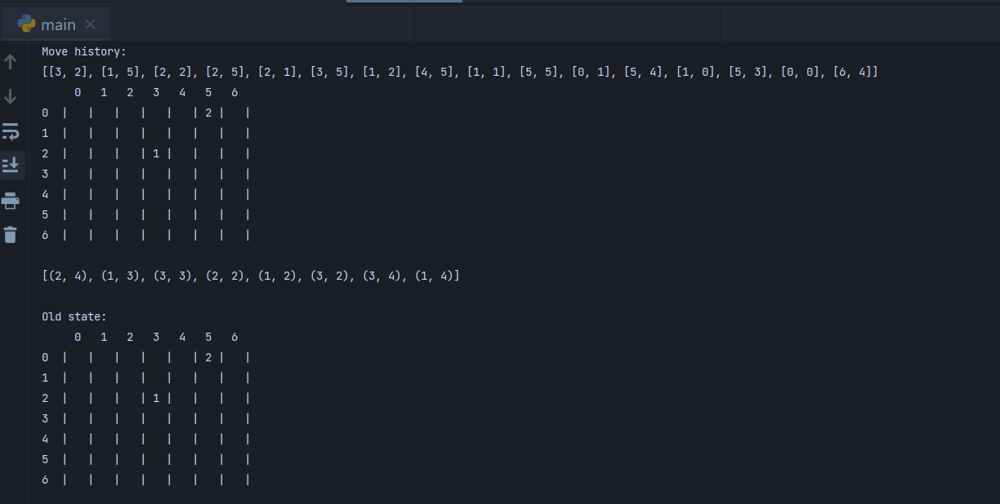 main
Move history:
[[3, 2], [1, 5], [2, 2], [2, 5], [2, 1], [3, 5], [1, 2], [4, 5], [1, 1], [5, 5], [0, 1], [5, 4], [1, 0], [5, 3], [0, 0], [6, 4]]
     0   1   2   3   4   5   6
0  |   |   |   |   |   | 2 |   |
1  |   |   |   |   |   |   |   |
2  |   |   |   | 1 |   |   |   |
3  |   |   |   |   |   |   |   |
4  |   |   |   |   |   |   |   |
5  |   |   |   |   |   |   |   |
6  |   |   |   |   |   |   |   |
[(2, 4), (1, 3), (3, 3), (2, 2), (1, 2), (3, 2), (3, 4), (1, 4)]
Old state:
     0   1   2   3   4   5   6
0  |   |   |   |   |   | 2 |   |
1  |   |   |   |   |   |   |   |
2  |   |   |   | 1 |   |   |   |
3  |   |   |   |   |   |   |   |
4  |   |   |   |   |   |   |   |
5  |   |   |   |   |   |   |   |
6  |   |   |   |   |   |   |   |